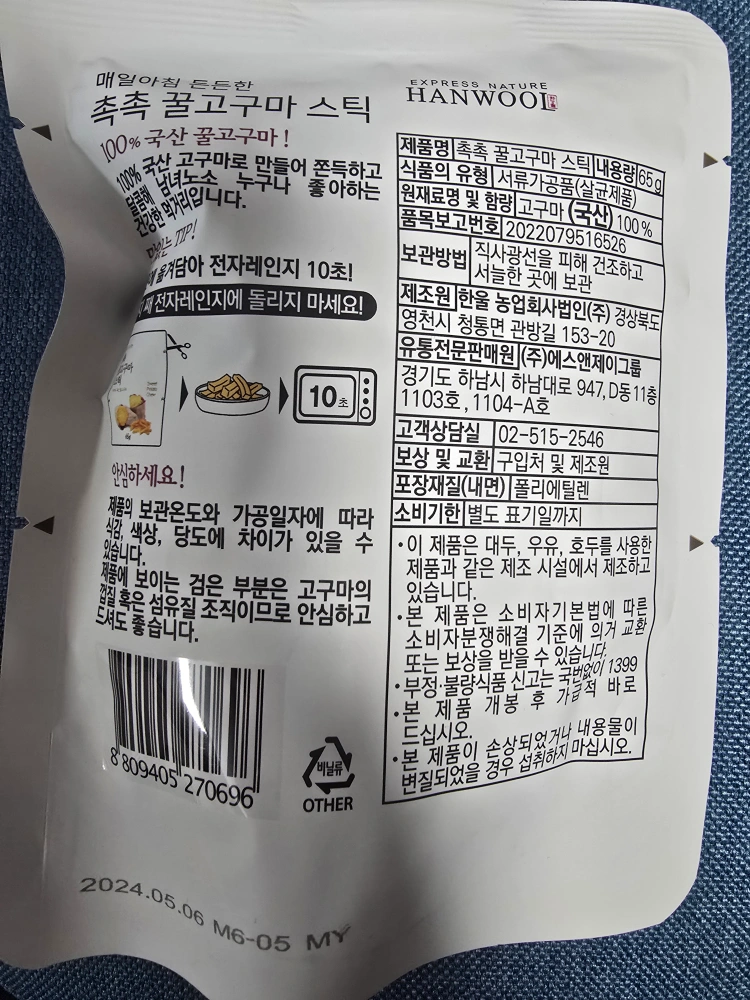 매일아침 든든한
촉촉 꿀고구마 스틱
100% 국산 꿀고구마!
100% 국산 고구마로 만들어 쫀득하고
달콤해 남녀노소 누구나 좋아하는
건강한 먹거리입니다.
맛있는 TIP!
옮겨담아 전자레인지 10초!
째 전자레인지에 돌리지 마세요!
10초
안심하세요!
제품의 보관온도와 가공일자에 따라
식감, 색상, 당도에 차이가 있을 수
있습니다.
제품에 보이는 검은 부분은 고구마의
껍질 혹은 섬유질 조직이므로 안심하고
드셔도 좋습니다.
8 809405 270696
비닐류
OTHER
2024.05.06 M6-05 MY
EXPRESS NATURE
HANWOOL
제품명 촉촉 꿀고구마 스틱 내용량 65g
식품의 유형 서류가공품(살균제품)
원재료명 및 함량 고구마(국산) 100%
품목보고번호 2022079516526
보관방법 직사광선을 피해 건조하고
서늘한 곳에 보관
제조원 한울 농업회사법인(주) 경상북도
영천시 청통면 관방길 153-20
유통전문판매원 (주)에스앤제이그룹
경기도 하남시 하남대로 947, D동 11층
1103호, 1104-A호
고객상담실 02-515-2546
보상 및 교환 구입처 및 제조원
포장재질(내면) 폴리에틸렌
소비기한 별도 표기일까지
·이 제품은 대두, 우유, 호두를 사용한
제품과 같은 제조 시설에서 제조하고
있습니다.
·본 제품은 소비자기본법에 따른
소비자분쟁해결 기준에 의거 교환
또는 보상을 받을 수 있습니다.
·부정·불량식품 신고는 국번없이 1399
·본 제품 개봉 후 가급적 바로
드십시오.
·본 제품이 손상되었거나 내용물이
변질되었을 경우 섭취하지 마십시오.